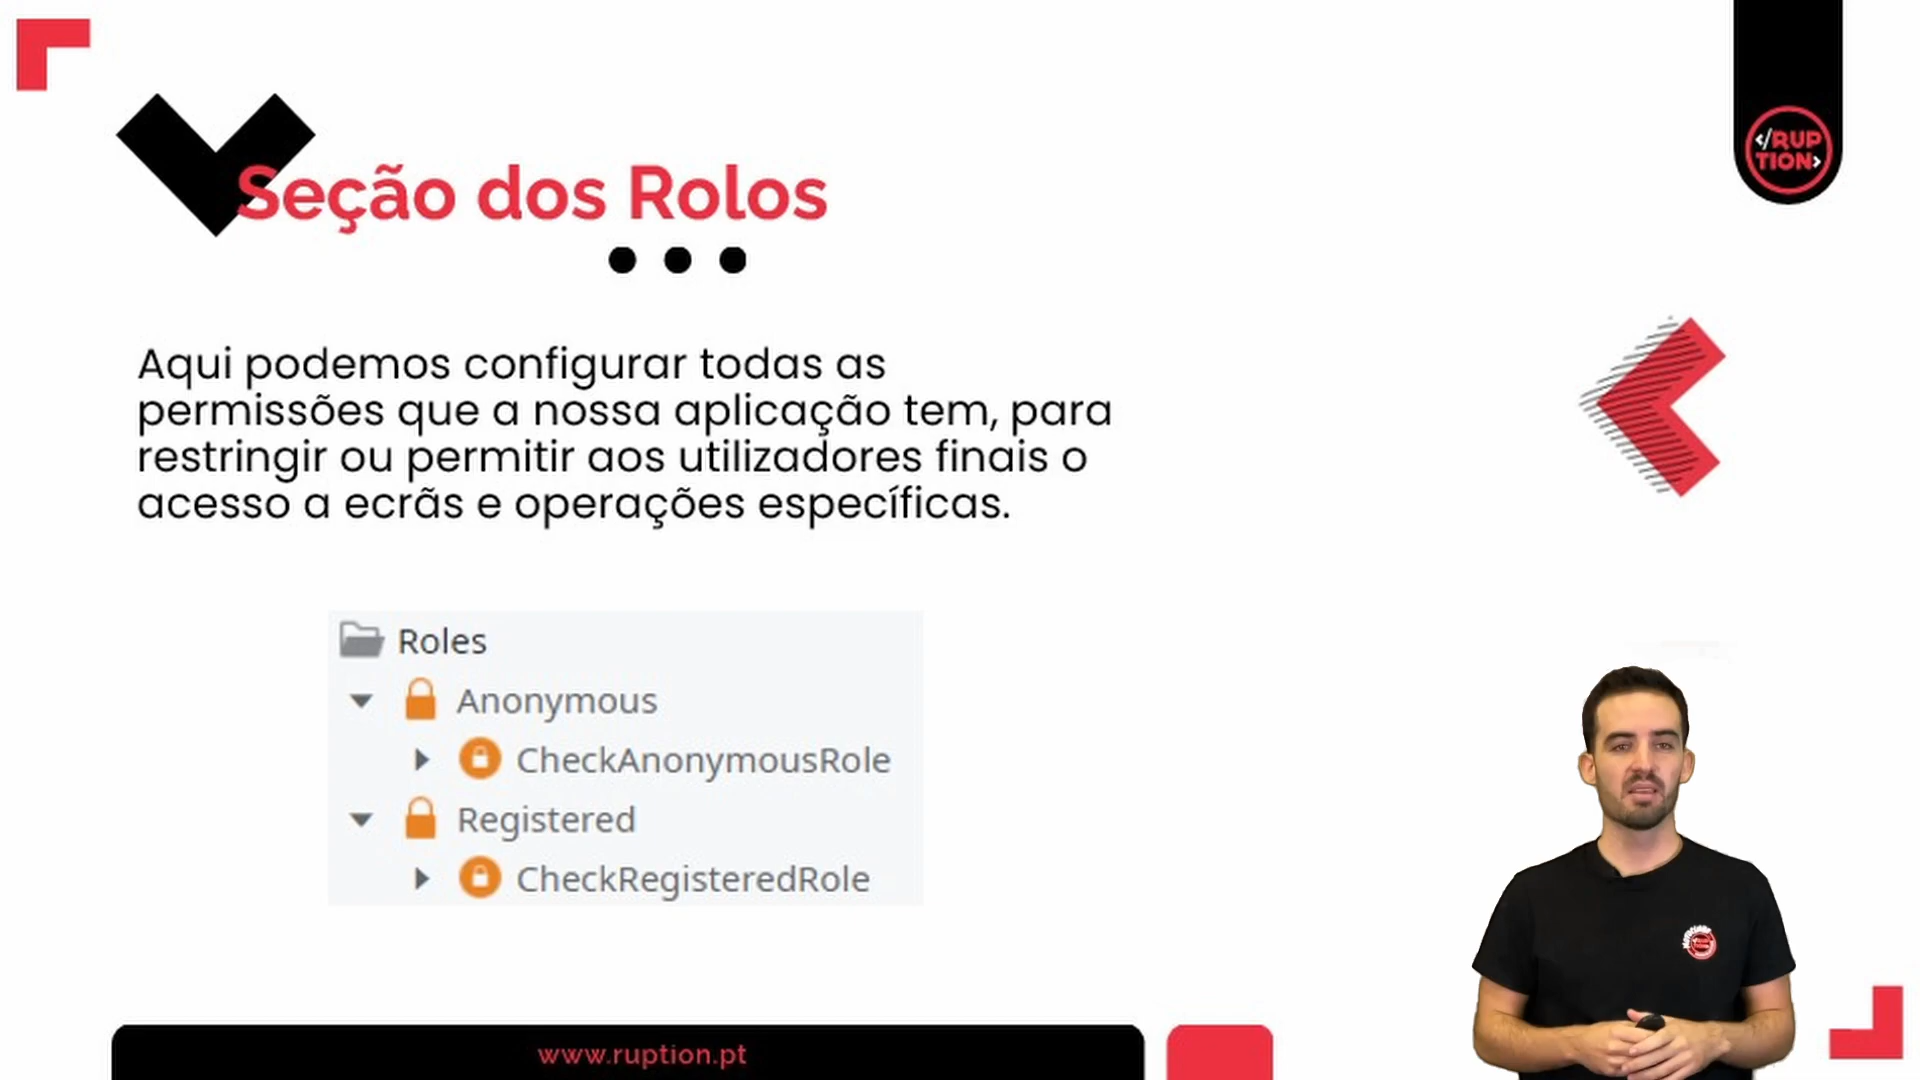 </RUP
TION>
Seção dos Rolos
Aqui podemos configurar todas as
permissões que a nossa aplicação tem, para
restringir ou permitir aos utilizadores finais o
acesso a ecrãs e operações específicas.
Roles
Anonymous
CheckAnonymousRole
Registered
CheckRegisteredRole
www.ruption.pt